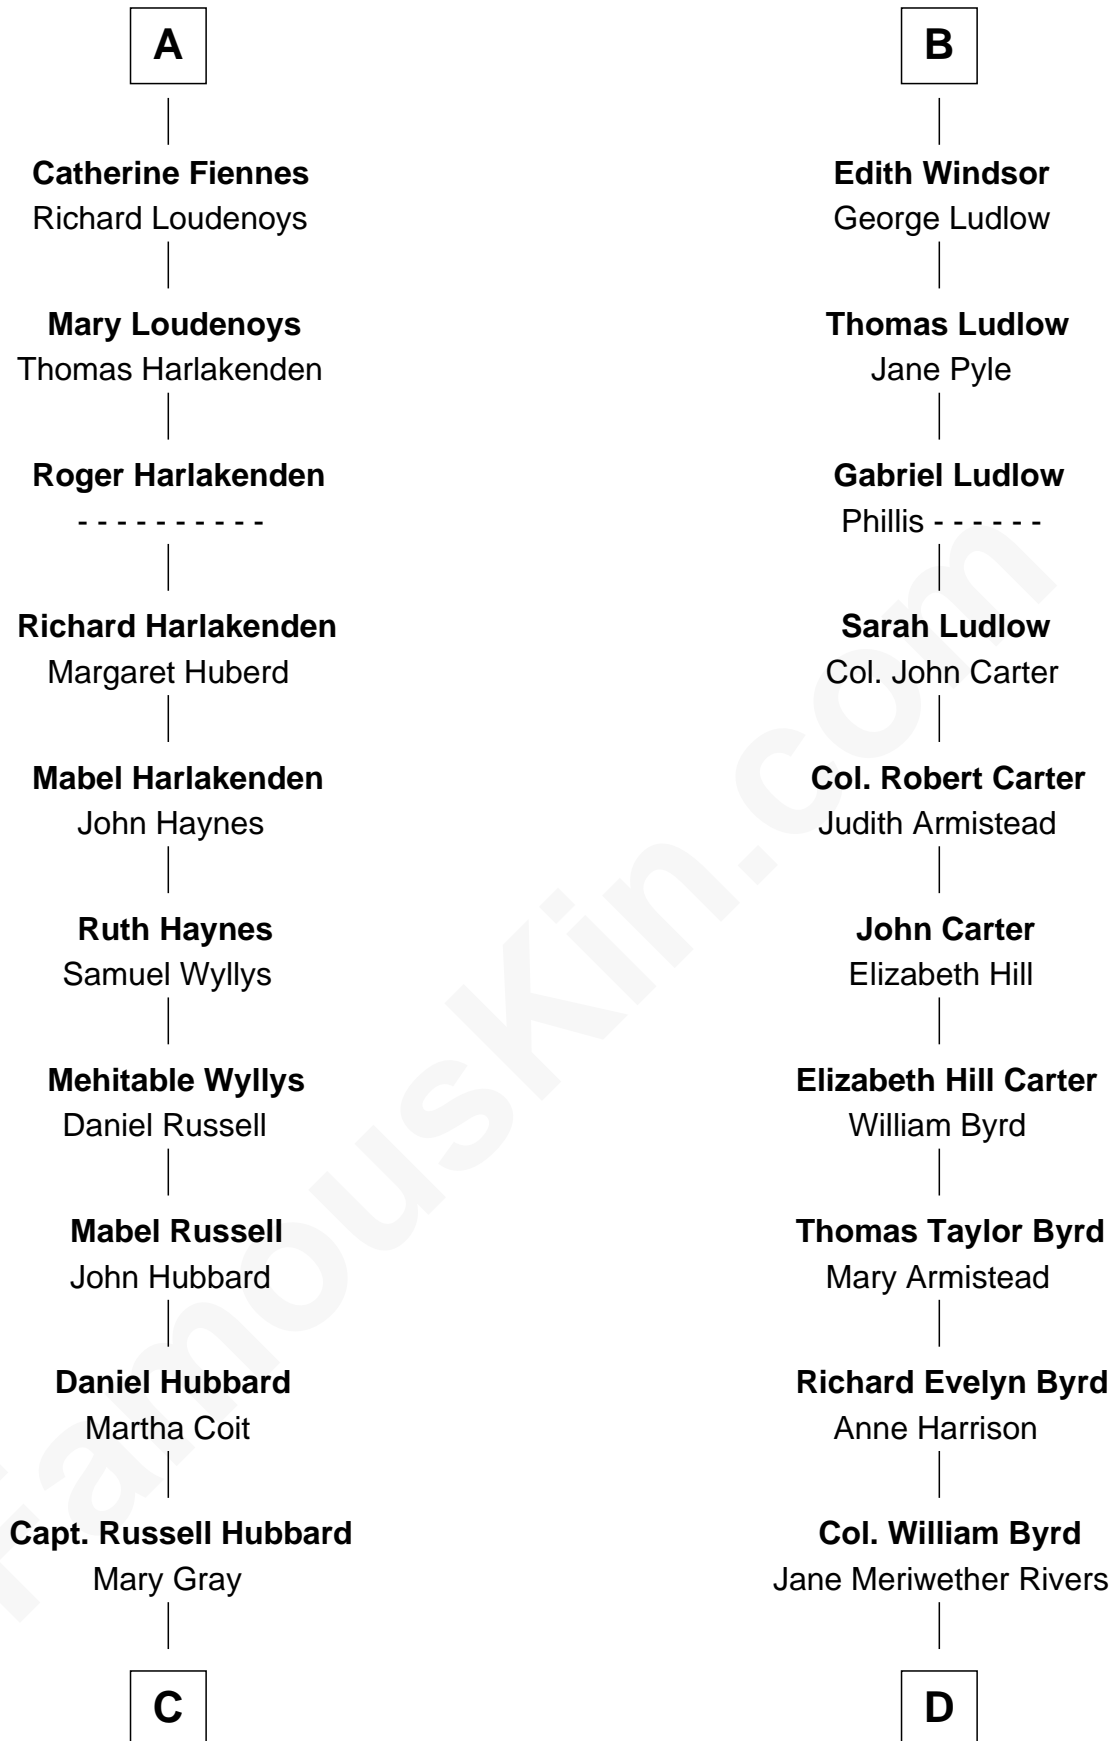 A
Catherine Fiennes
Richard Loudenoys
Mary Loudenoys
Thomas Harlakenden
Roger Harlakenden
- - - - - - - - - -
Richard Harlakenden
Margaret Huberd
Mabel Harlakenden
John Haynes
Ruth Haynes
Samuel Wyllys
Mehitable Wyllys
Daniel Russell
Mabel Russell
John Hubbard
Daniel Hubbard
Martha Coit
Capt. Russell Hubbard
Mary Gray
C
B
Edith Windsor
George Ludlow
Thomas Ludlow
Jane Pyle
Gabriel Ludlow
Phillis - - - - - -
Sarah Ludlow
Col. John Carter
Col. Robert Carter
Judith Armistead
John Carter
Elizabeth Hill
Elizabeth Hill Carter
William Byrd
Thomas Taylor Byrd
Mary Armistead
Richard Evelyn Byrd
Anne Harrison
Col. William Byrd
Jane Meriwether Rivers
D
FamousKin.com